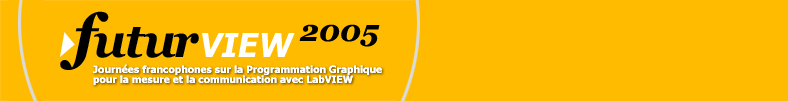 futurVIEW 2005
Journées francophones sur la Programmation Graphique
pour la mesure et la communication avec LabVIEW